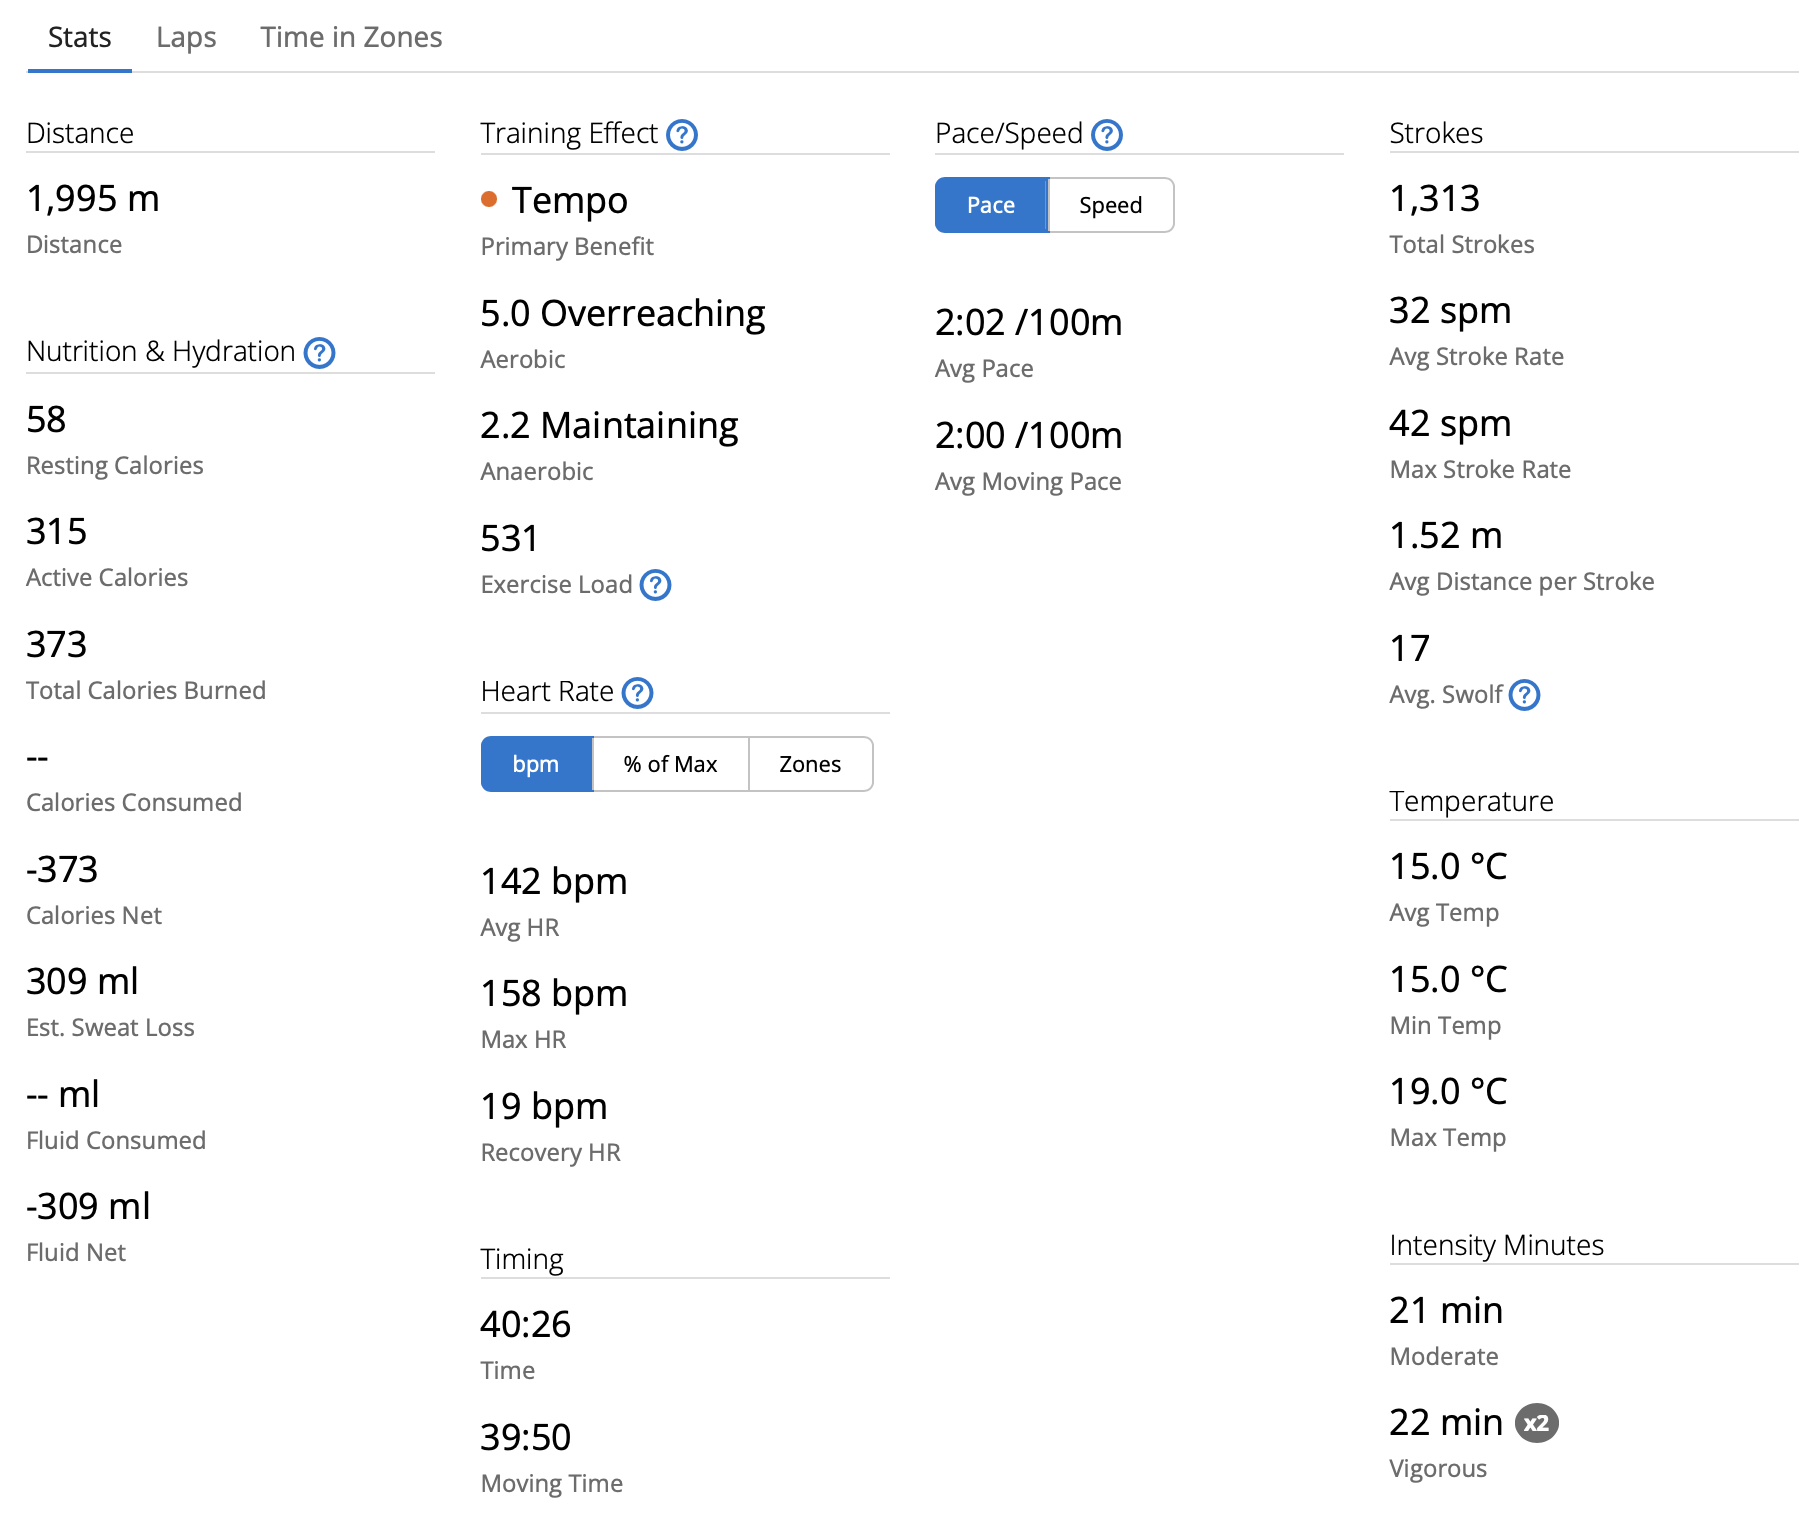 Stats
Laps
Time in Zones
Distance
1,995 m
Distance
Nutrition & Hydration ?
58
Resting Calories
315
Active Calories
373
Total Calories Burned
--
Calories Consumed
-373
Calories Net
309 ml
Est. Sweat Loss
-- ml
Fluid Consumed
-309 ml
Fluid Net
Training Effect ?
Tempo
Primary Benefit
5.0 Overreaching
Aerobic
2.2 Maintaining
Anaerobic
531
Exercise Load ?
Heart Rate ?
bpm
% of Max
Zones
142 bpm
Avg HR
158 bpm
Max HR
19 bpm
Recovery HR
Timing
40:26
Time
39:50
Moving Time
Pace/Speed ?
Pace
Speed
2:02 /100m
Avg Pace
2:00 /100m
Avg Moving Pace
Strokes
1,313
Total Strokes
32 spm
Avg Stroke Rate
42 spm
Max Stroke Rate
1.52 m
Avg Distance per Stroke
17
Avg. Swolf ?
Temperature
15.0 °C
Avg Temp
15.0 °C
Min Temp
19.0 °C
Max Temp
Intensity Minutes
21 min
Moderate
22 min x2
Vigorous